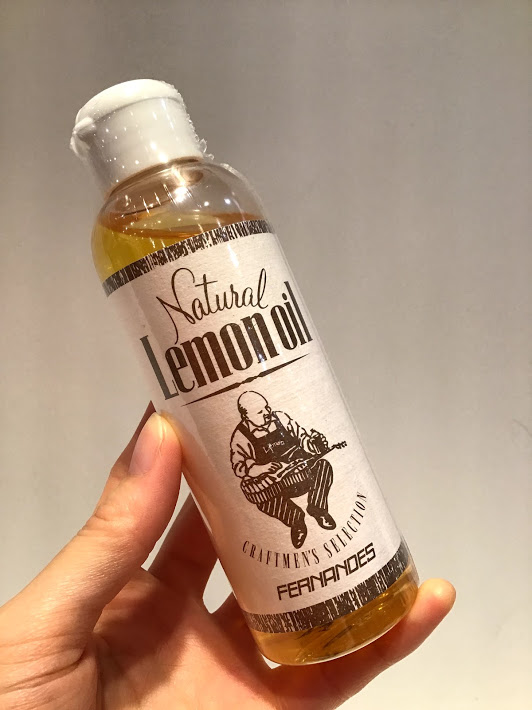 Natural
Lemon oil
CRAFTMEN'S SELECTION
FERNANDES